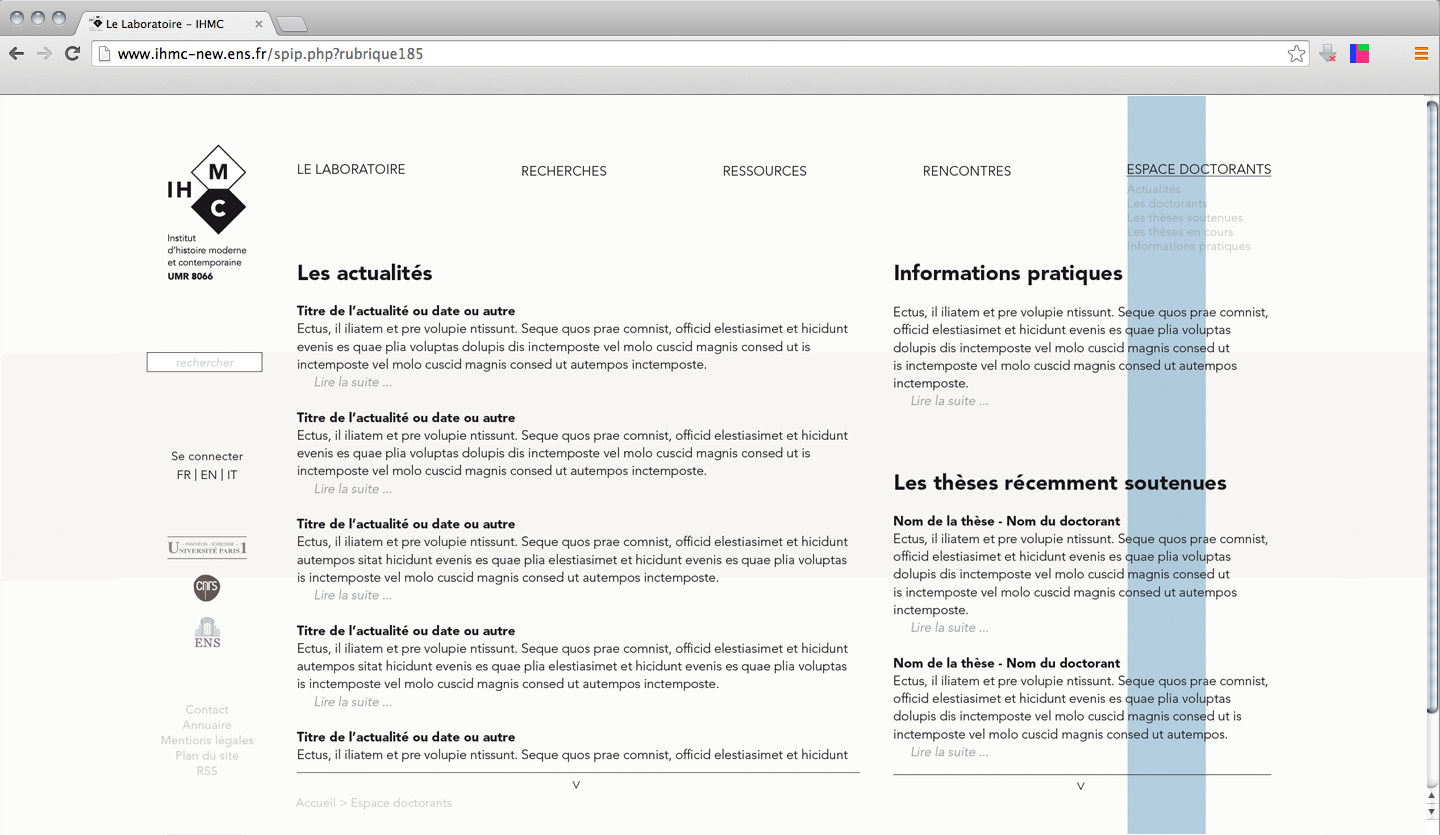 Le Laboratoire – IHMC
www.ihmc-new.ens.fr/spip.php?rubrique185
IH
M
C
Institut
d'histoire moderne
et contemporaine
UMR 8066
LE LABORATOIRE
RECHERCHES
RESSOURCES
RENCONTRES
ESPACE DOCTORANTS
Actualités
Les doctorants
Les thèses soutenues
Les thèses en cours
Informations pratiques
rechercher
Se connecter
FR | EN | IT
PANTHÉON - SORBONNE
UNIVERSITÉ PARIS 1
cnrs
ENS
Contact
Annuaire
Mentions légales
Plan du site
RSS
Les actualités
Titre de l'actualité ou date ou autre
Ectus, il iliatem et pre volupie ntissunt. Seque quos prae comnist, officid elestiasimet et hicidunt
evenis es quae plia voluptas dolupis dis inctemposte vel molo cuscid magnis consed ut is
inctemposte vel molo cuscid magnis consed ut autempos inctemposte.
Lire la suite ...
Titre de l'actualité ou date ou autre
Ectus, il iliatem et pre volupie ntissunt. Seque quos prae comnist, officid elestiasimet et hicidunt
evenis es quae plia voluptas dolupis dis inctemposte vel molo cuscid magnis consed ut is
inctemposte vel molo cuscid magnis consed ut autempos inctemposte.
Lire la suite ...
Titre de l'actualité ou date ou autre
Ectus, il iliatem et pre volupie ntissunt. Seque quos prae comnist, officid elestiasimet et hicidunt
autempos sitat hicidunt evenis es quae plia elestiasimet et hicidunt evenis es quae plia voluptas
is inctemposte vel molo cuscid magnis consed ut autempos inctemposte.
Lire la suite ...
Titre de l'actualité ou date ou autre
Ectus, il iliatem et pre volupie ntissunt. Seque quos prae comnist, officid elestiasimet et hicidunt
autempos sitat hicidunt evenis es quae plia elestiasimet et hicidunt evenis es quae plia voluptas
is inctemposte vel molo cuscid magnis consed ut autempos inctemposte.
Lire la suite ...
Titre de l'actualité ou date ou autre
Ectus, il iliatem et pre volupie ntissunt. Seque quos prae comnist, officid elestiasimet et hicidunt
V
Accueil > Espace doctorants
Informations pratiques
Ectus, il iliatem et pre volupie ntissunt. Seque quos prae comnist,
officid elestiasimet et hicidunt evenis es quae plia voluptas
dolupis dis inctemposte vel molo cuscid magnis consed ut
is inctemposte vel molo cuscid magnis consed ut autempos
inctemposte.
Lire la suite ...
Les thèses récemment soutenues
Nom de la thèse - Nom du doctorant
Ectus, il iliatem et pre volupie ntissunt. Seque quos prae comnist,
officid elestiasimet et hicidunt evenis es quae plia voluptas
dolupis dis inctemposte vel molo cuscid magnis consed ut
is inctemposte vel molo cuscid magnis consed ut autempos
inctemposte.
Lire la suite ...
Nom de la thèse - Nom du doctorant
Ectus, il iliatem et pre volupie ntissunt. Seque quos prae comnist,
officid elestiasimet et hicidunt evenis es quae plia voluptas
dolupis dis inctemposte vel molo cuscid magnis consed ut is
inctemposte vel molo cuscid magnis consed ut autempos.
Lire la suite ...
V